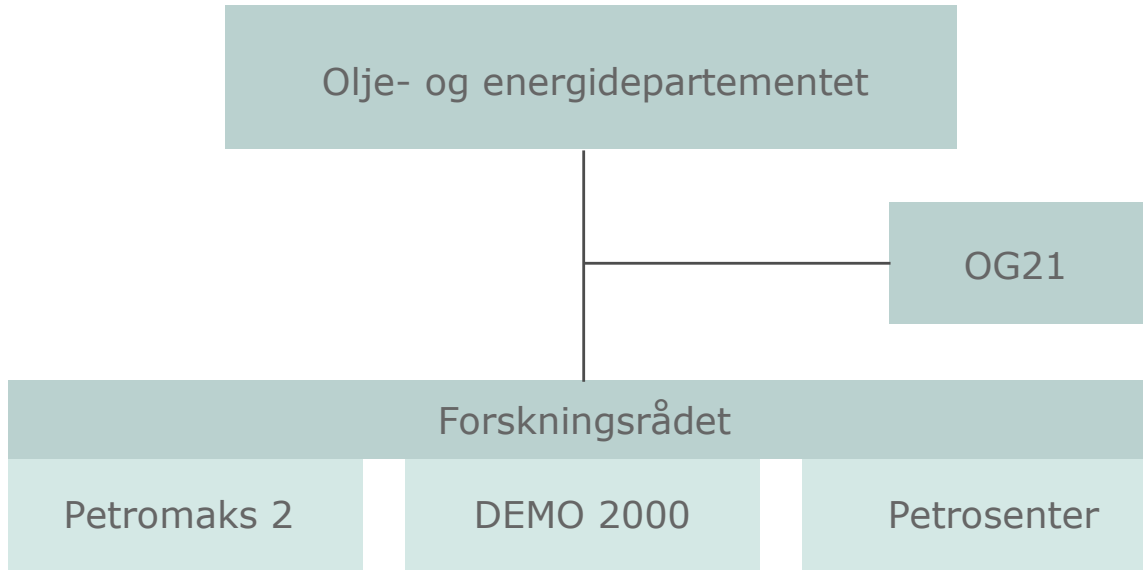 Olje- og energidepartementet
OG21
Forskningsrådet
Petromaks 2
DEMO 2000
Petrosenter